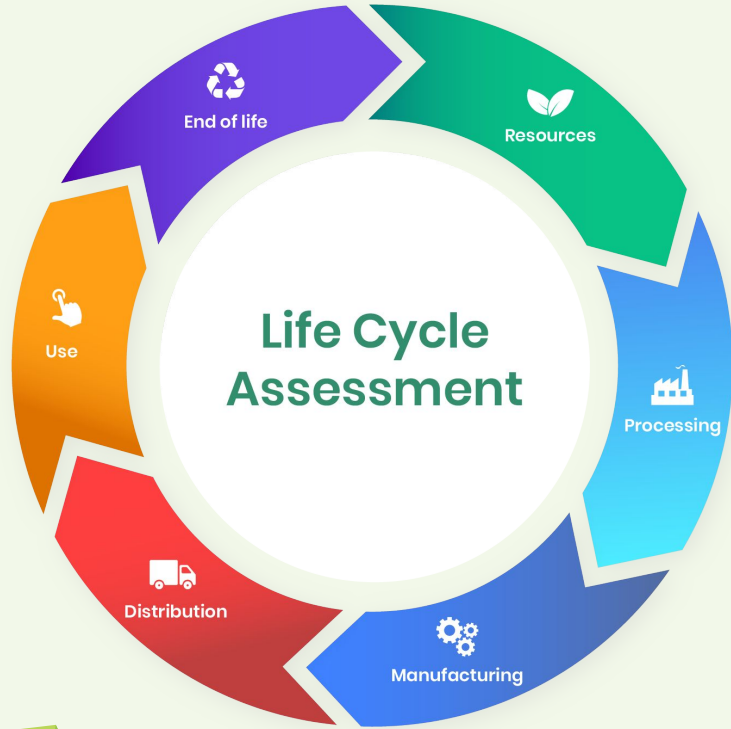 End of life
Resources
Use
Life Cycle
Assessment
Processing
Distribution
Manufacturing